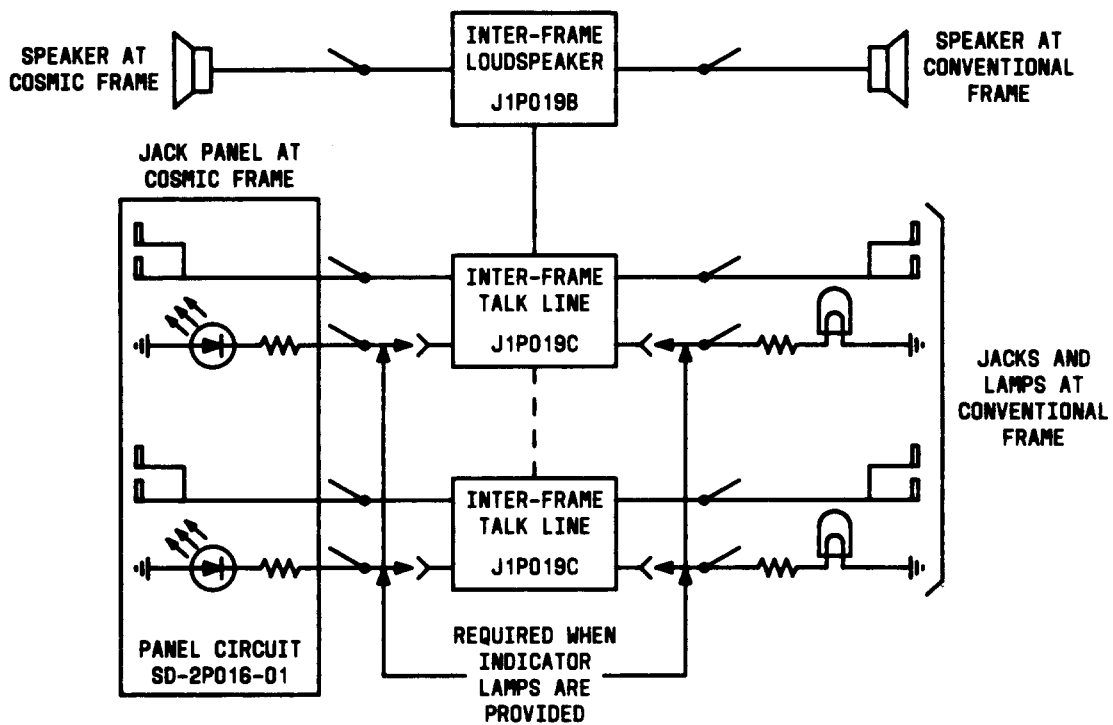 SPEAKER AT
COSMIC FRAME
INTER-FRAME
LOUDSPEAKER
J1P019B
SPEAKER AT
CONVENTIONAL
FRAME
JACK PANEL AT
COSMIC FRAME
INTER-FRAME
TALK LINE
J1P019C
JACKS AND
LAMPS AT
CONVENTIONAL
FRAME
INTER-FRAME
TALK LINE
J1P019C
PANEL CIRCUIT
SD-2P016-01
REQUIRED WHEN
INDICATOR
LAMPS ARE
PROVIDED